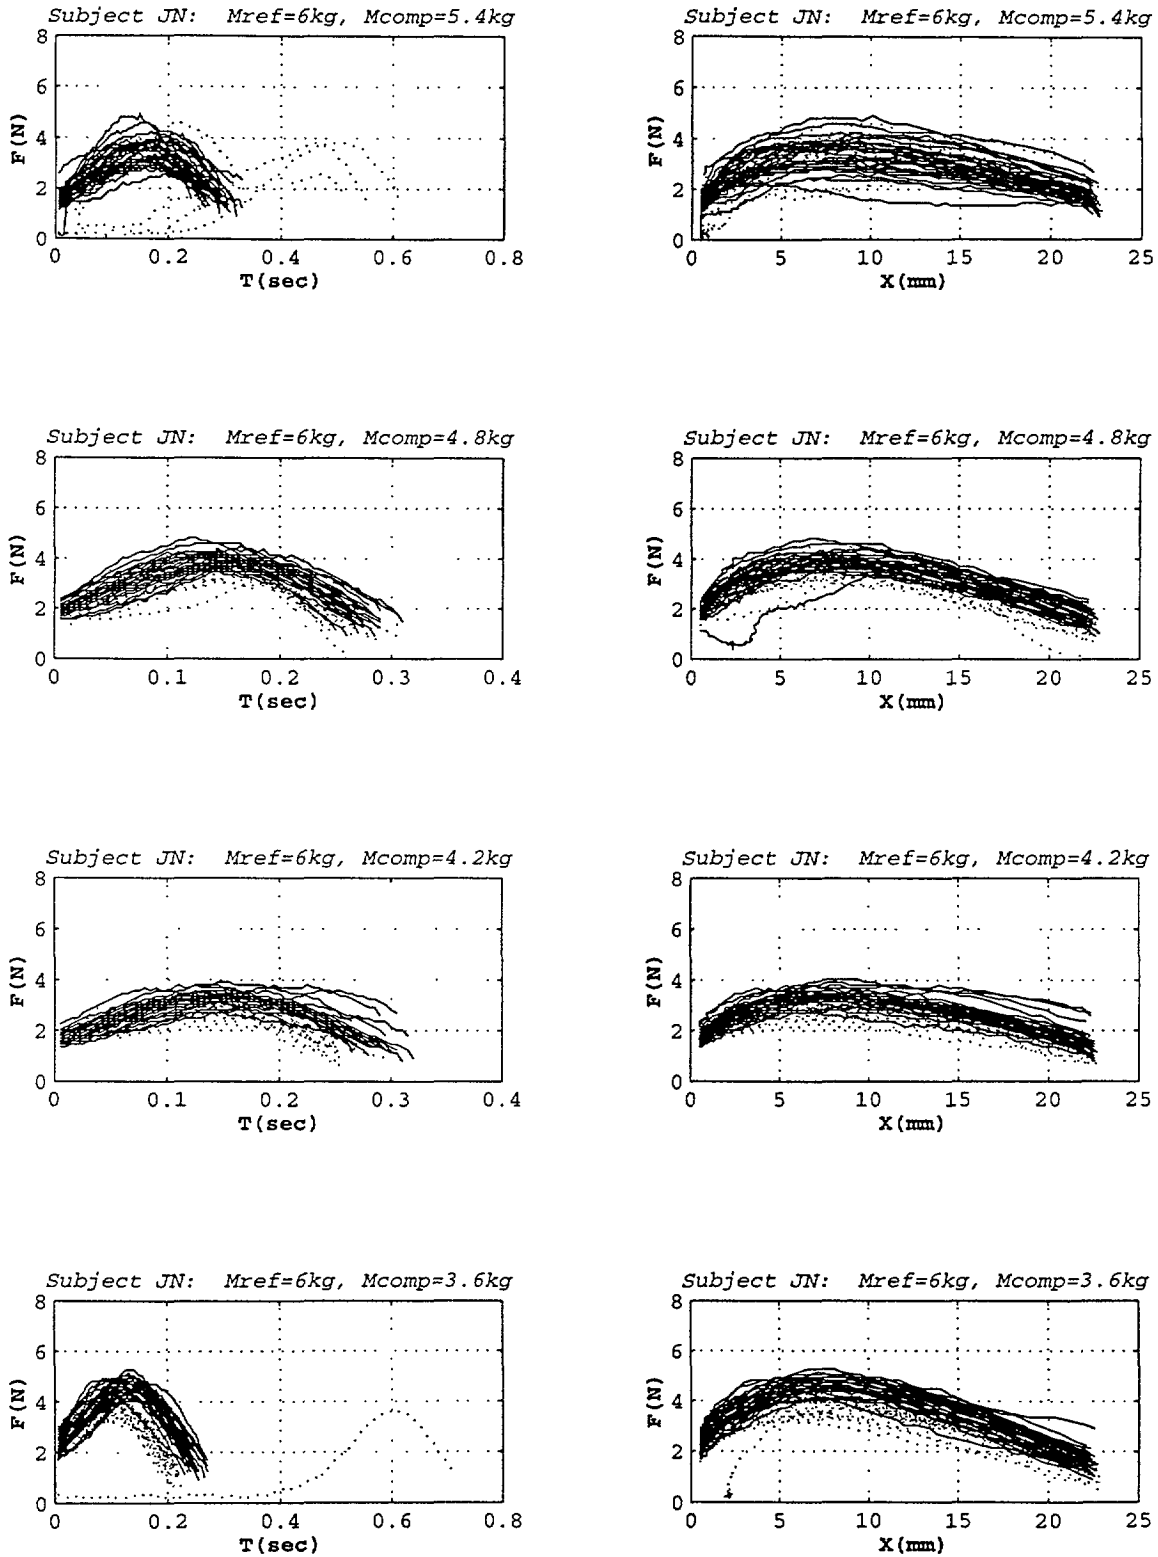 Subject JN: Mref=6kg, Mcomp=5.4kg
8
6
4
2
0
F(N)
0 0.2 0.4 0.6 0.8
T(sec)
Subject JN: Mref=6kg, Mcomp=5.4kg
8
6
4
2
0
F(N)
0 5 10 15 20 25
X(mm)
Subject JN: Mref=6kg, Mcomp=4.8kg
8
6
4
2
0
F(N)
0 0.1 0.2 0.3 0.4
T(sec)
Subject JN: Mref=6kg, Mcomp=4.8kg
8
6
4
2
0
F(N)
0 5 10 15 20 25
X(mm)
Subject JN: Mref=6kg, Mcomp=4.2kg
8
6
4
2
0
F(N)
0 0.1 0.2 0.3 0.4
T(sec)
Subject JN: Mref=6kg, Mcomp=4.2kg
8
6
4
2
0
F(N)
0 5 10 15 20 25
X(mm)
Subject JN: Mref=6kg, Mcomp=3.6kg
8
6
4
2
0
F(N)
0 0.2 0.4 0.6 0.8
T(sec)
Subject JN: Mref=6kg, Mcomp=3.6kg
8
6
4
2
0
F(N)
0 5 10 15 20 25
X(mm)